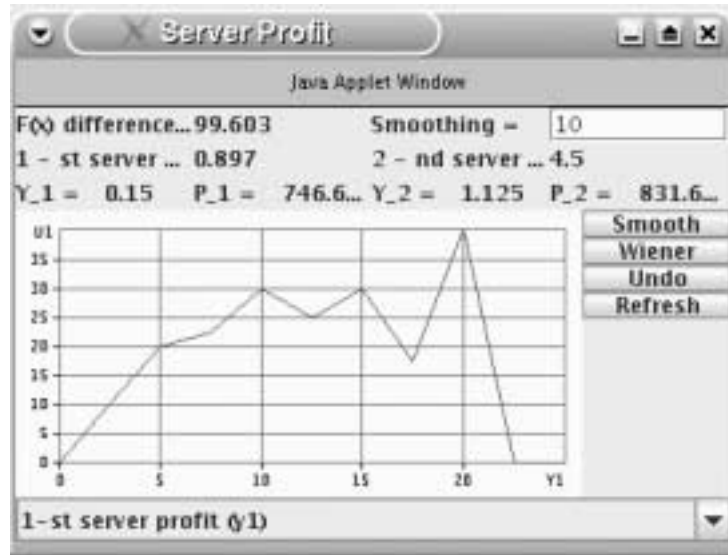 Server Profit
Java Applet Window
F(x) difference... 99.603 Smoothing = 10
1 - st server ... 0.897 2 - nd server ... 4.5
Y_1 = 0.15 P_1 = 746.6... Y_2 = 1.125 P_2 = 831.6...
Smooth
Wiener
Undo
Refresh
U1
35
30
25
20
15
10
5
0
0 5 10 15 20 Y1
1-st server profit (y1)